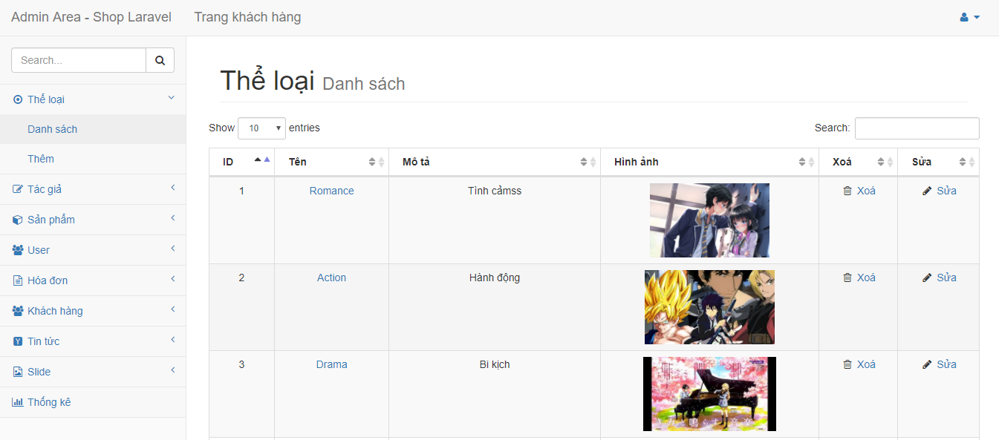 Admin Area - Shop Laravel Trang khách hàng
Search...
Thể loại
Danh sách
Thêm
Tác giả
Sản phẩm
User
Hóa đơn
Khách hàng
Tin tức
Slide
Thống kê
Thể loại Danh sách
Show 10 entries Search:
ID Tên Mô tả Hình ảnh Xoá Sửa
1 Romance Tình cảmss Xoá Sửa
2 Action Hành động Xoá Sửa
3 Drama Bi kịch Xoá Sửa